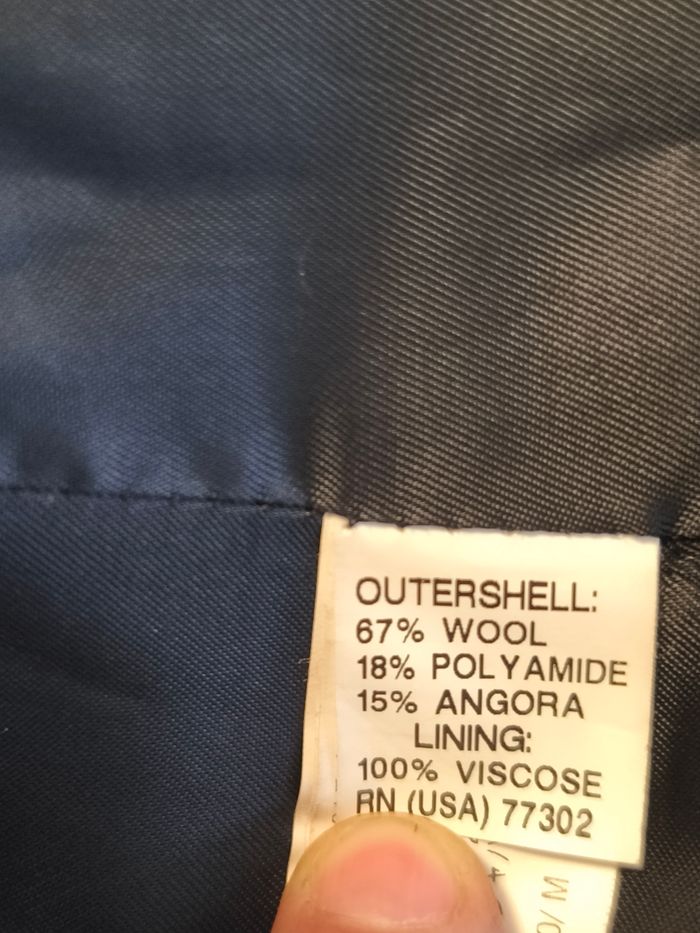 OUTERSHELL:
67% WOOL
18% POLYAMIDE
15% ANGORA
LINING:
100% VISCOSE
RN (USA) 77302